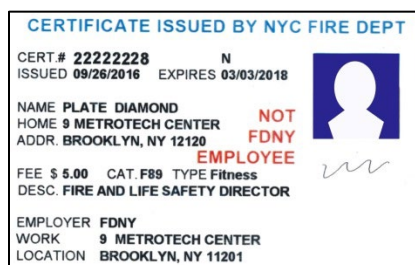 CERTIFICATE ISSUED BY NYC FIRE DEPT
CERT.# 22222228 N
ISSUED 09/26/2016 EXPIRES 03/03/2018
NAME PLATE DIAMOND
HOME 9 METROTECH CENTER
ADDR. BROOKLYN, NY 12120
NOT
FDNY
EMPLOYEE
FEE $ 5.00 CAT. F89 TYPE Fitness
DESC. FIRE AND LIFE SAFETY DIRECTOR
EMPLOYER FDNY
WORK 9 METROTECH CENTER
LOCATION BROOKLYN, NY 11201